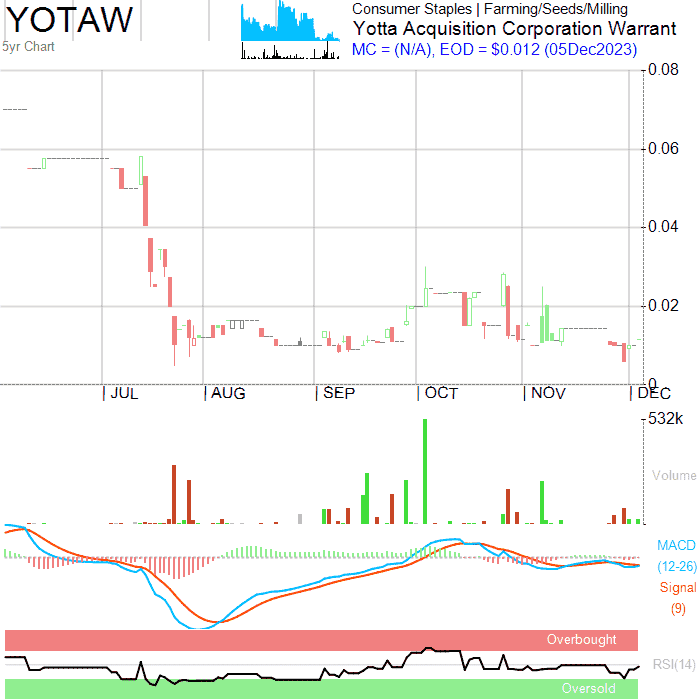 YOTAW
5yr Chart
Consumer Staples | Farming/Seeds/Milling
Yotta Acquisition Corporation Warrant
MC = (N/A), EOD = $0.012 (05Dec2023)
0.08
0.06
0.04
0.02
0
JUL AUG SEP OCT NOV DEC
532k
Volume
MACD
(12-26)
Signal
(9)
Overbought
RSI(14)
Oversold